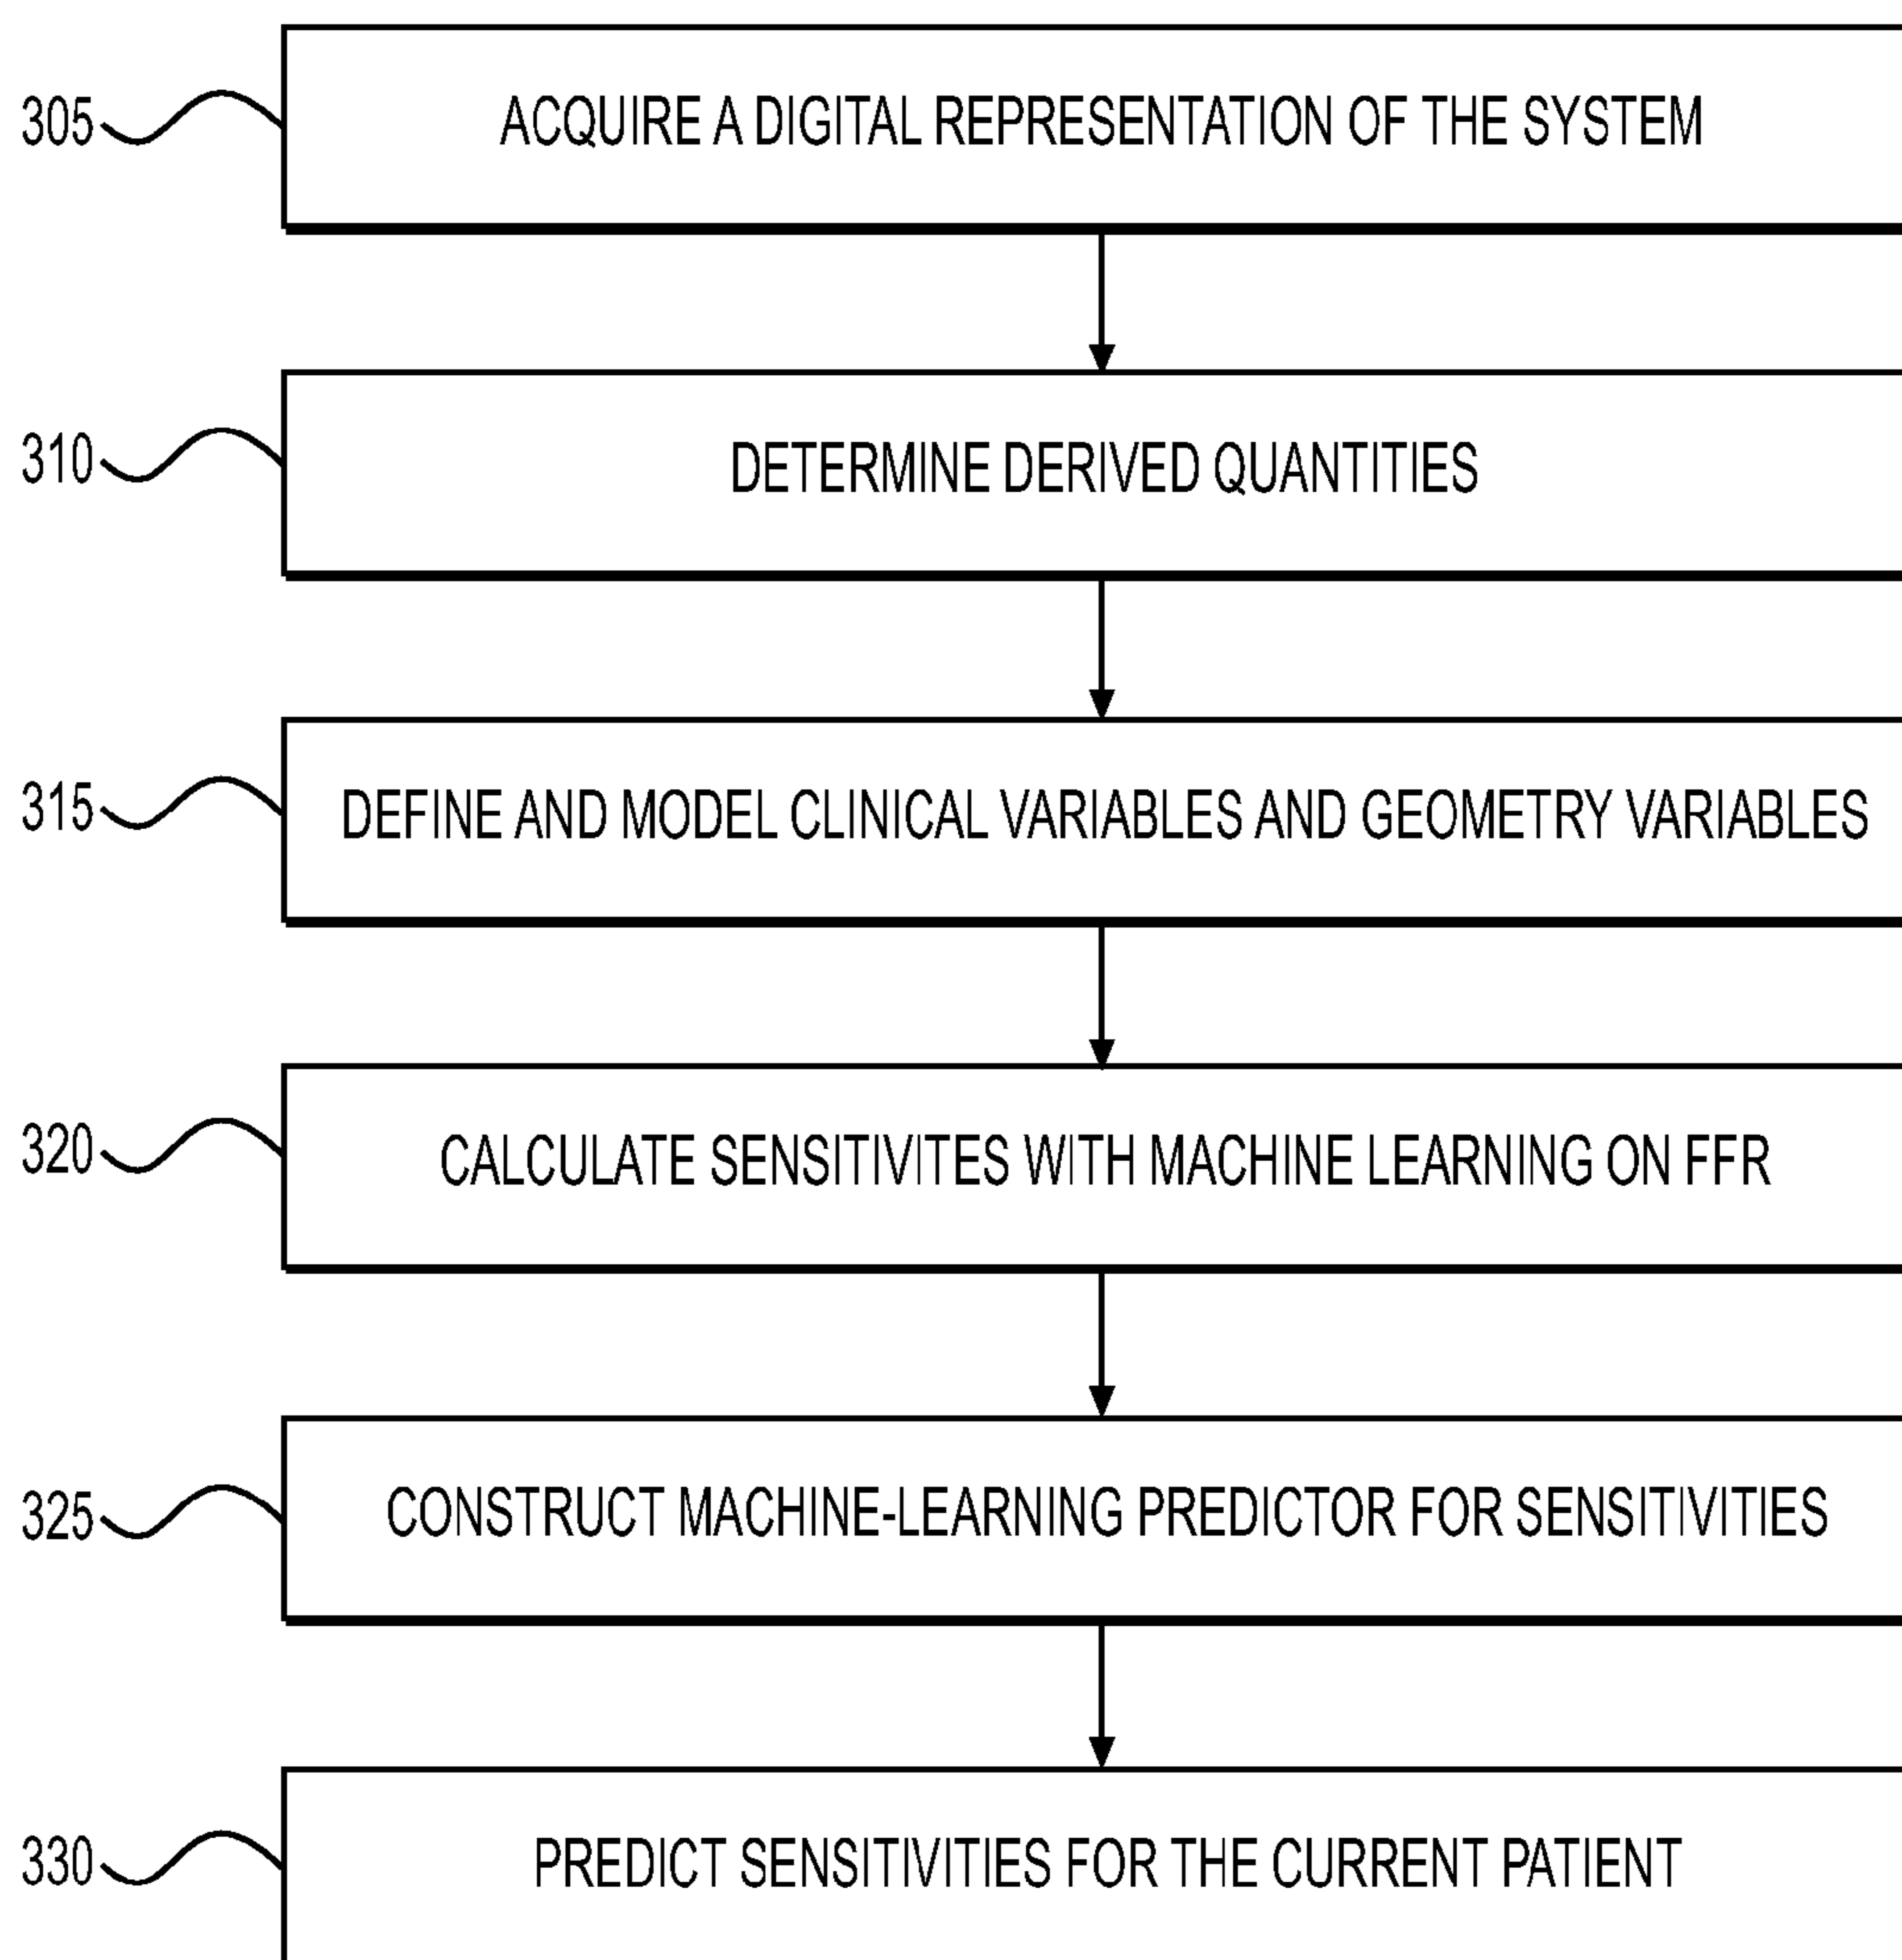 305 ACQUIRE A DIGITAL REPRESENTATION OF THE SYSTEM
310 DETERMINE DERIVED QUANTITIES
315 DEFINE AND MODEL CLINICAL VARIABLES AND GEOMETRY VARIABLES
320 CALCULATE SENSITIVITES WITH MACHINE LEARNING ON FFR
325 CONSTRUCT MACHINE-LEARNING PREDICTOR FOR SENSITIVITIES
330 PREDICT SENSITIVITIES FOR THE CURRENT PATIENT